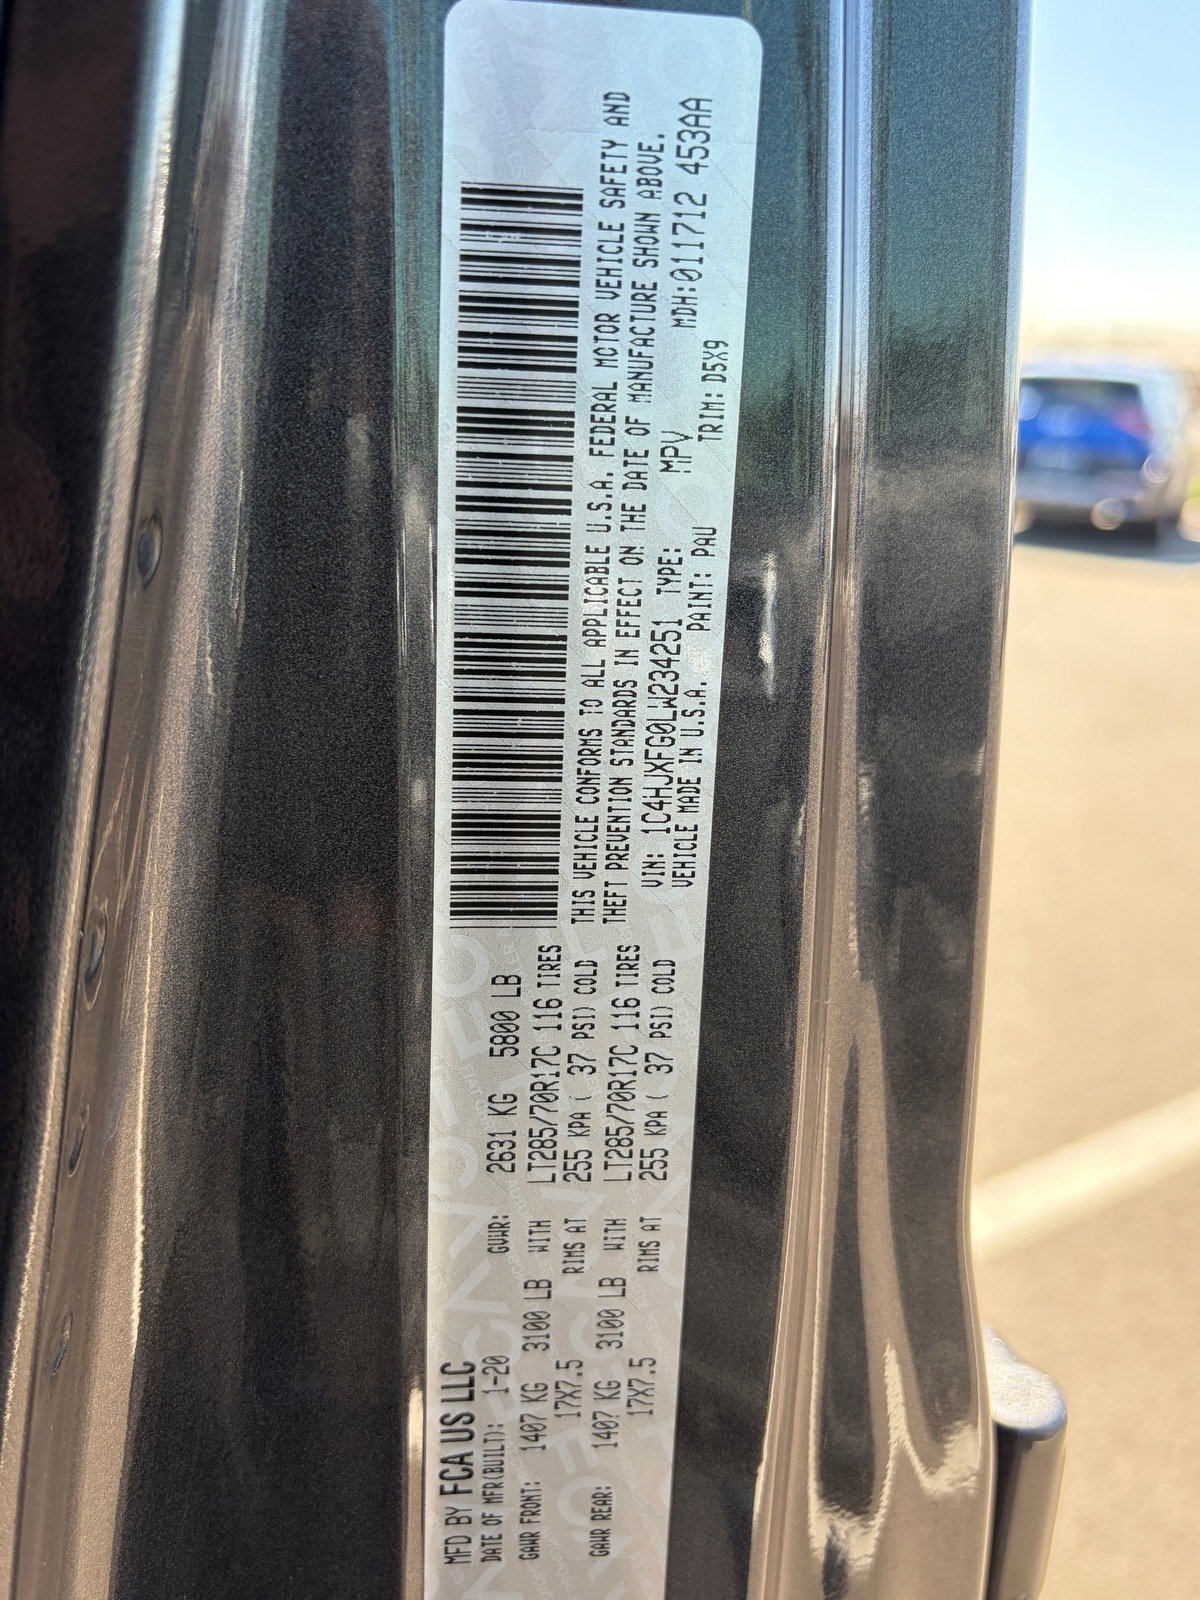 MFD BY FCA US LLC
DATE OF MFR(BUILT): 1-20 GVWR: 2631 KG 5800 LB
GAWR FRONT: 1407 KG 3100 LB WITH LT285/70R17C 116 TIRES
17X7.5 RIMS AT 255 KPA ( 37 PSI) COLD
GAWR REAR: 1407 KG 3100 LB WITH LT285/70R17C 116 TIRES
17X7.5 RIMS AT 255 KPA ( 37 PSI) COLD
THIS VEHICLE CONFORMS TO ALL APPLICABLE U.S.A. FEDERAL MOTOR VEHICLE SAFETY AND
THEFT PREVENTION STANDARDS IN EFFECT ON THE DATE OF MANUFACTURE SHOWN ABOVE.
VIN: 1C4HJXFG0LW234251 TYPE: MPV MDH:011712 453AA
VEHICLE MADE IN U.S.A. PAINT: PAU TRIM: D5X9